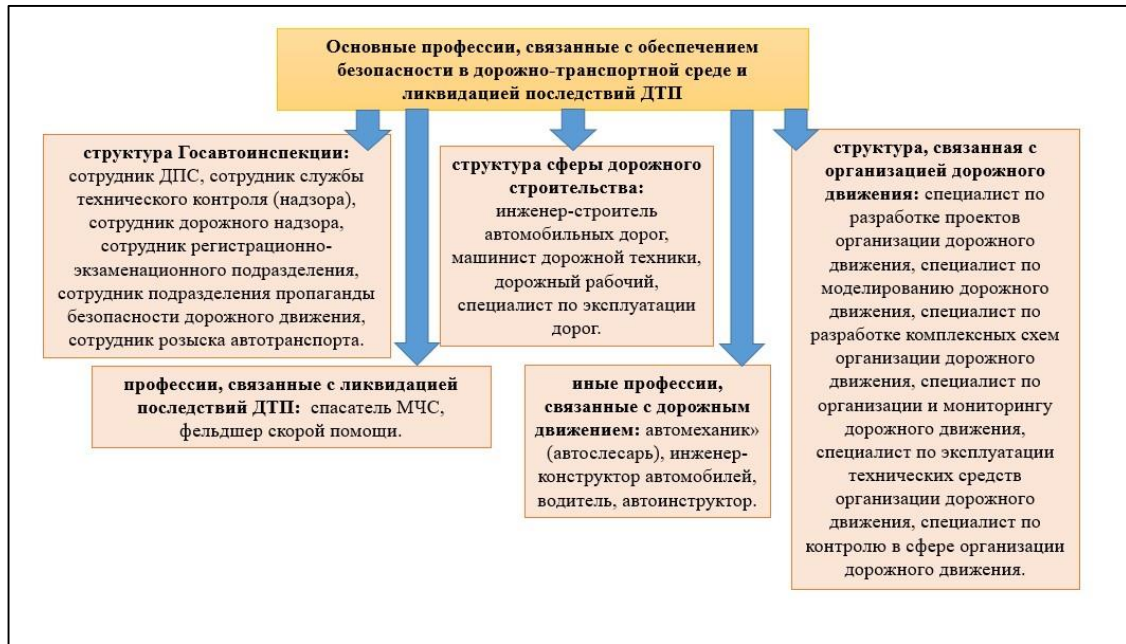 Основные профессии, связанные с обеспечением
безопасности в дорожно-транспортной среде и
ликвидацией последствий ДТП
структура Госавтоинспекции:
сотрудник ДПС, сотрудник службы
технического контроля (надзора),
сотрудник дорожного надзора,
сотрудник регистрационно-
экзаменационного подразделения,
сотрудник подразделения пропаганды
безопасности дорожного движения,
сотрудник розыска автотранспорта.
профессии, связанные с ликвидацией
последствий ДТП: спасатель МЧС,
фельдшер скорой помощи.
структура сферы дорожного
строительства:
инженер-строитель
автомобильных дорог,
машинист дорожной техники,
дорожный рабочий,
специалист по эксплуатации
дорог.
иные профессии,
связанные с дорожным
движением: автомеханик»
(автослесарь), инженер-
конструктор автомобилей,
водитель, автоинструктор.
структура, связанная с
организацией дорожного
движения: специалист по
разработке проектов
организации дорожного
движения, специалист по
моделированию дорожного
движения, специалист по
разработке комплексных схем
организации дорожного
движения, специалист по
организации и мониторингу
дорожного движения,
специалист по эксплуатации
технических средств
организации дорожного
движения, специалист по
контролю в сфере организации
дорожного движения.